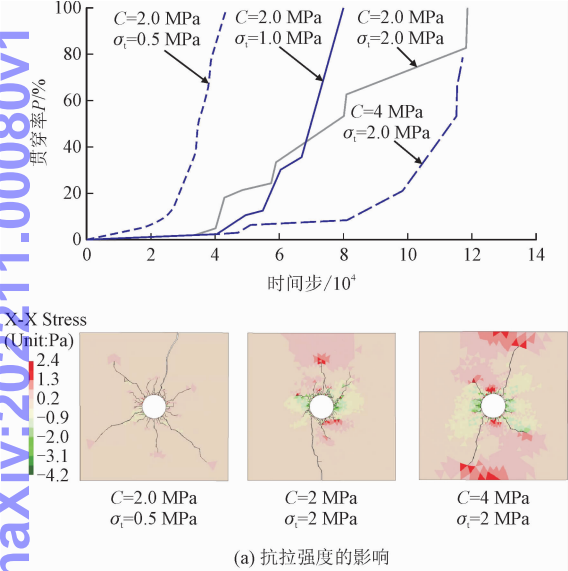 C=2.0 MPa
σt=0.5 MPa
C=2.0 MPa
σt=1.0 MPa
C=2.0 MPa
σt=2.0 MPa
C=4 MPa
σt=2.0 MPa
贯穿率P/%
100
80
60
40
20
0
0 2 4 6 8 10 12 14
时间步/10⁴
X-X Stress
(Unit:Pa)
2.4
1.3
0.2
−0.9
−2.0
−3.1
−4.2
C=2.0 MPa
σt=0.5 MPa
C=2 MPa
σt=2 MPa
C=4 MPa
σt=2 MPa
(a) 抗拉强度的影响
naXiv:202211.00080v1